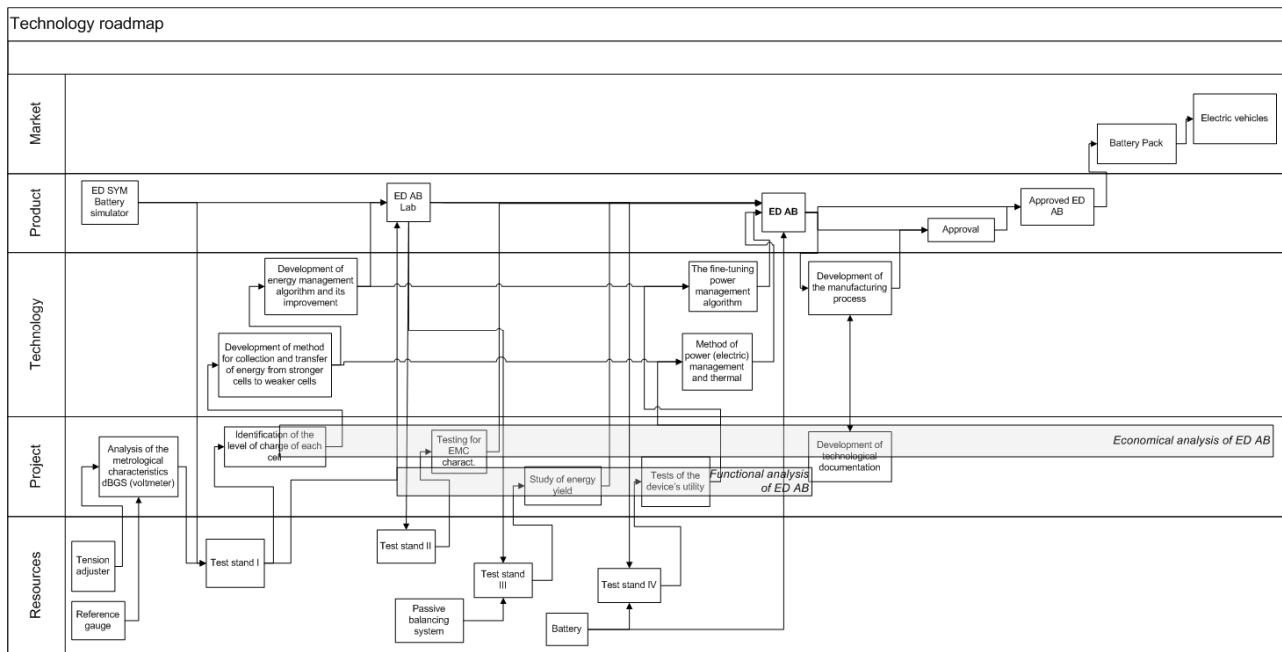 Technology roadmap
Market
Electric vehicles
Battery Pack
Product
ED SYM
Battery
simulator
ED AB
Lab
ED AB
Approved ED
AB
Approval
Technology
Development of
energy management
algorithm and its
improvement
The fine-tuning
power
management
algorithm
Development of
the manufacturing
process
Development of method
for collection and transfer
of energy from stronger
cells to weaker cells
Method of
power (electric)
management
and thermal
Project
Analysis of the
metrological
characteristics
dBGS (voltmeter)
Identification of the
level of charge of each
cell
Testing for
EMC
charact.
Study of energy
yield
Tests of the
device's utility
Functional analysis
of ED AB
Development of
technological
documentation
Economical analysis of ED AB
Resources
Tension
adjuster
Reference
gauge
Test stand I
Test stand II
Test stand
III
Passive
balancing
system
Test stand IV
Battery